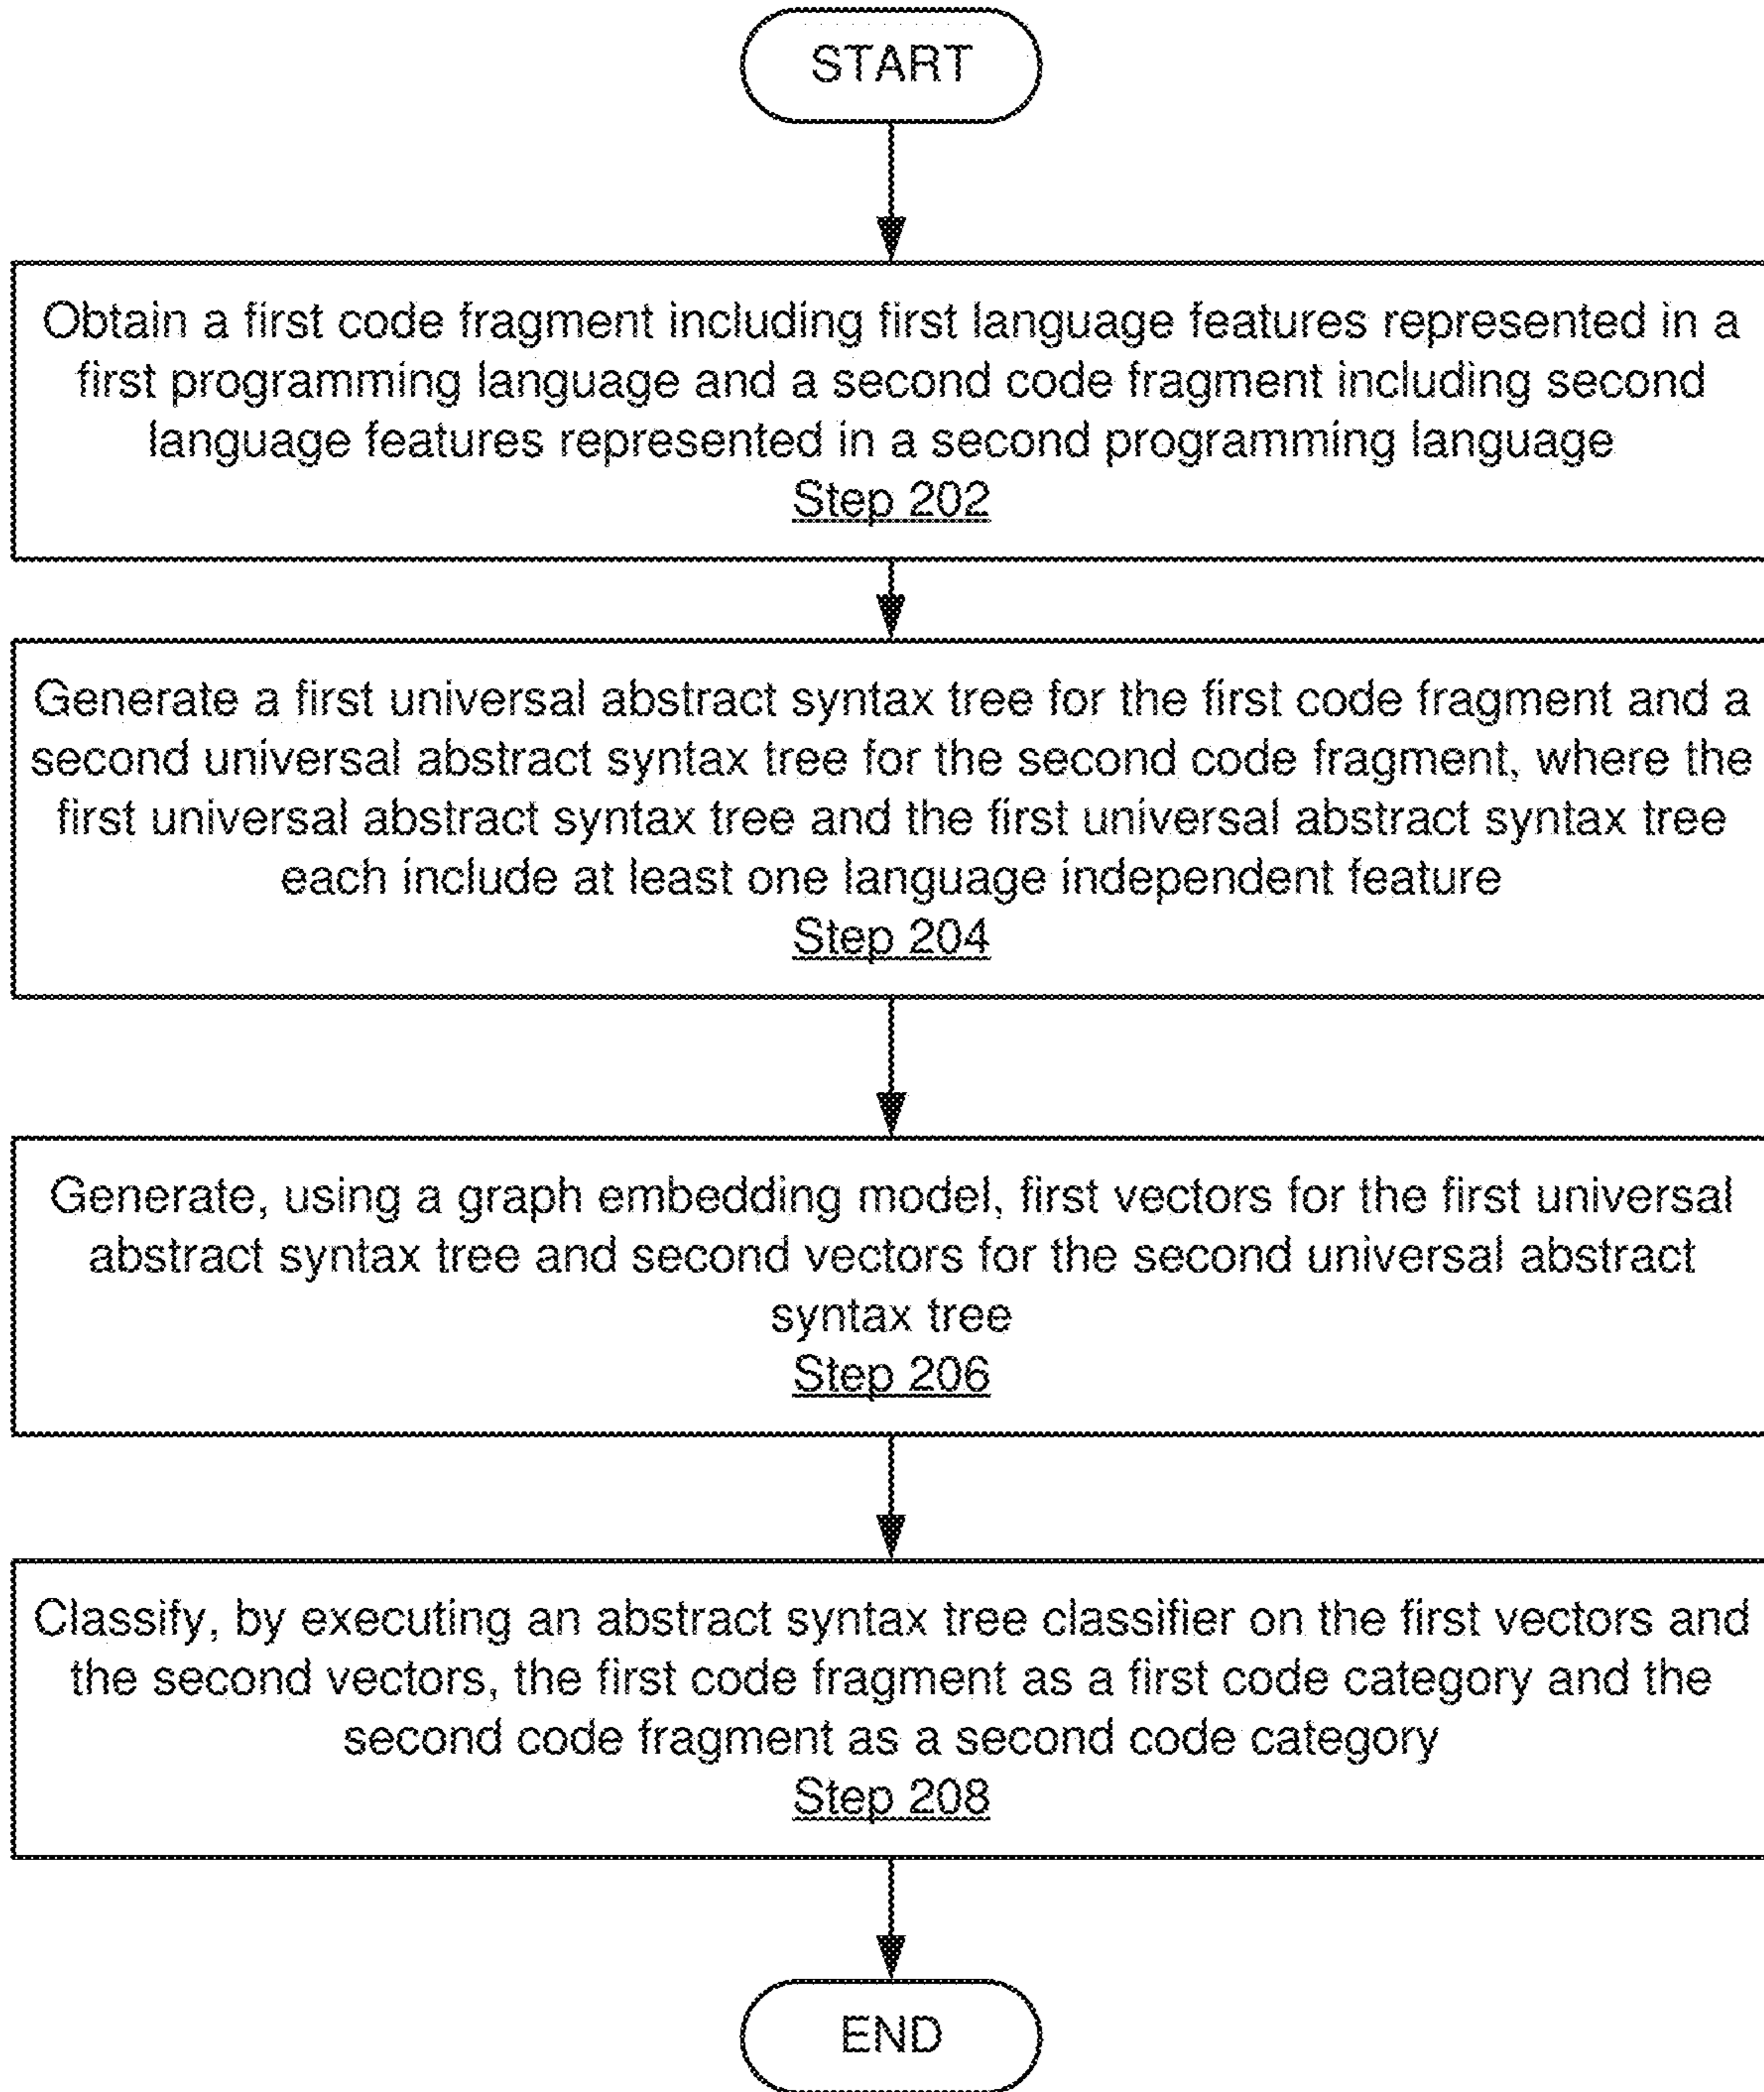 START
Obtain a first code fragment including first language features represented in a
first programming language and a second code fragment including second
language features represented in a second programming language
Step 202
Generate a first universal abstract syntax tree for the first code fragment and a
second universal abstract syntax tree for the second code fragment, where the
first universal abstract syntax tree and the first universal abstract syntax tree
each include at least one language independent feature
Step 204
Generate, using a graph embedding model, first vectors for the first universal
abstract syntax tree and second vectors for the second universal abstract
syntax tree
Step 206
Classify, by executing an abstract syntax tree classifier on the first vectors and
the second vectors, the first code fragment as a first code category and the
second code fragment as a second code category
Step 208
END